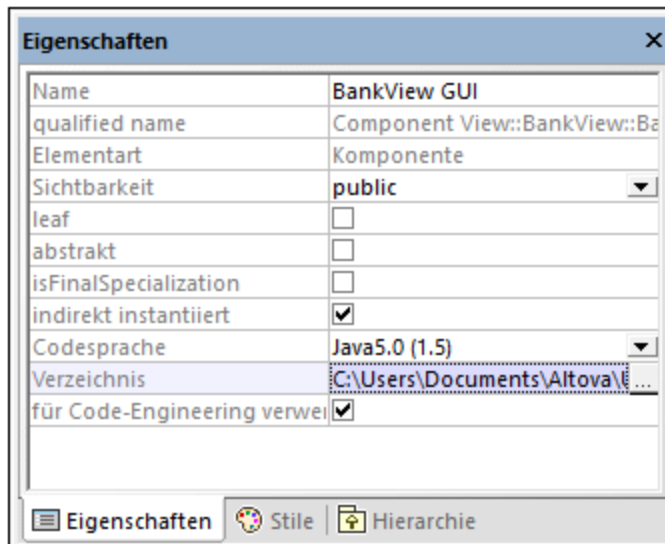 Eigenschaften
Name BankView GUI
qualified name Component View::BankView::Ba
Elementart Komponente
Sichtbarkeit public
leaf
abstrakt
isFinalSpecialization
indirekt instantiiert
Codesprache Java5.0 (1.5)
Verzeichnis C:\Users\Documents\Altova\U ...
für Code-Engineering verwei
Eigenschaften Stile Hierarchie